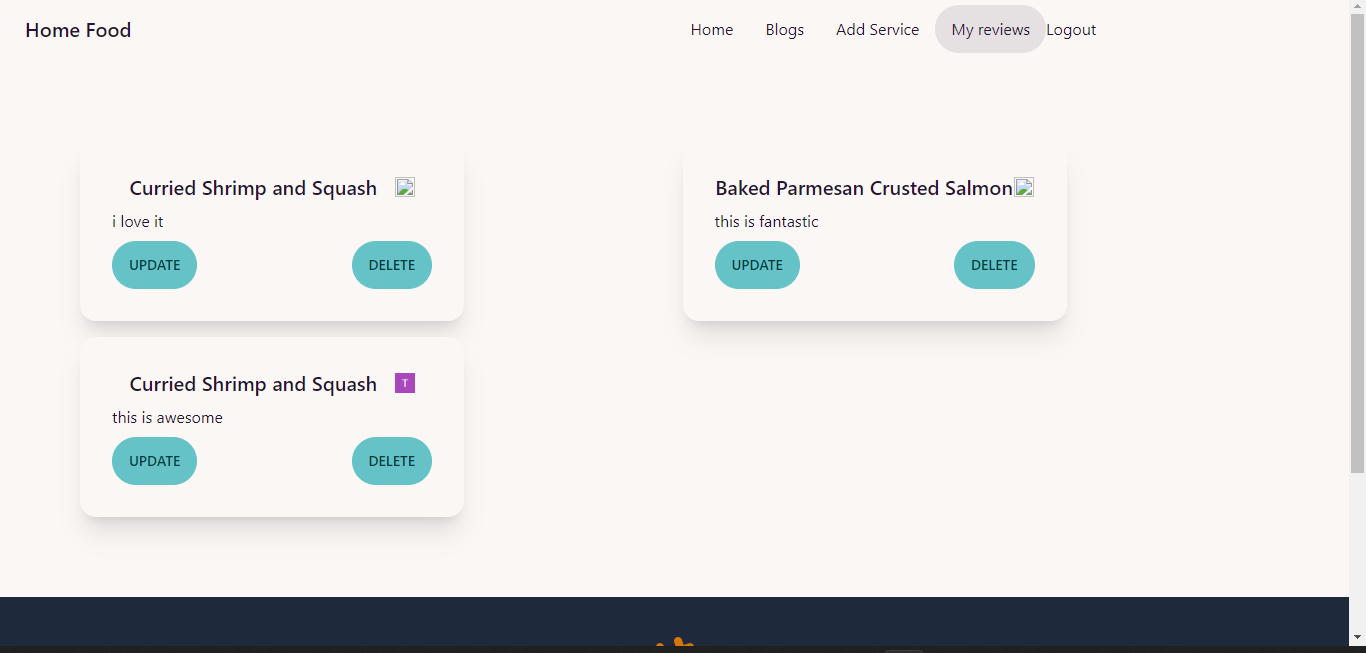 Home Food
Home Blogs Add Service My reviews Logout
Curried Shrimp and Squash
i love it
UPDATE DELETE
Baked Parmesan Crusted Salmon
this is fantastic
UPDATE DELETE
Curried Shrimp and Squash T
this is awesome
UPDATE DELETE